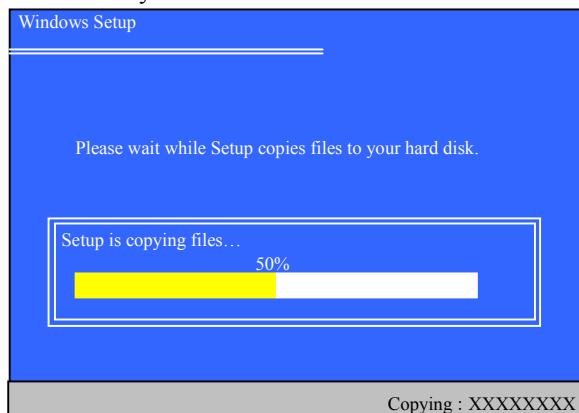 Windows Setup
Please wait while Setup copies files to your hard disk.
Setup is copying files…
50%
Copying : XXXXXXXX